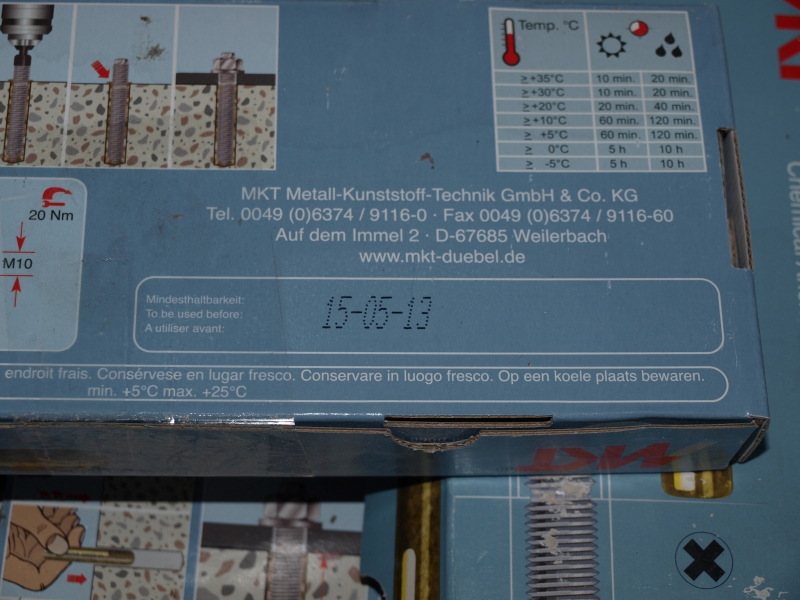 Temp. °C
≥ +35°C 10 min. 20 min.
≥ +30°C 10 min. 20 min.
≥ +20°C 20 min. 40 min.
≥ +10°C 60 min. 120 min.
≥ +5°C 60 min. 120 min.
≥ 0°C 5 h 10 h
≥ -5°C 5 h 10 h
20 Nm
M10
MKT Metall-Kunststoff-Technik GmbH & Co. KG
Tel. 0049 (0)6374 / 9116-0 · Fax 0049 (0)6374 / 9116-60
Auf dem Immel 2 · D-67685 Weilerbach
www.mkt-duebel.de
Mindesthaltbarkeit:
To be used before:
A utiliser avant:
15-05-13
endroit frais. Consérvese en lugar fresco. Conservare in luogo fresco. Op een koele plaats bewaren.
min. +5°C max. +25°C
MKT